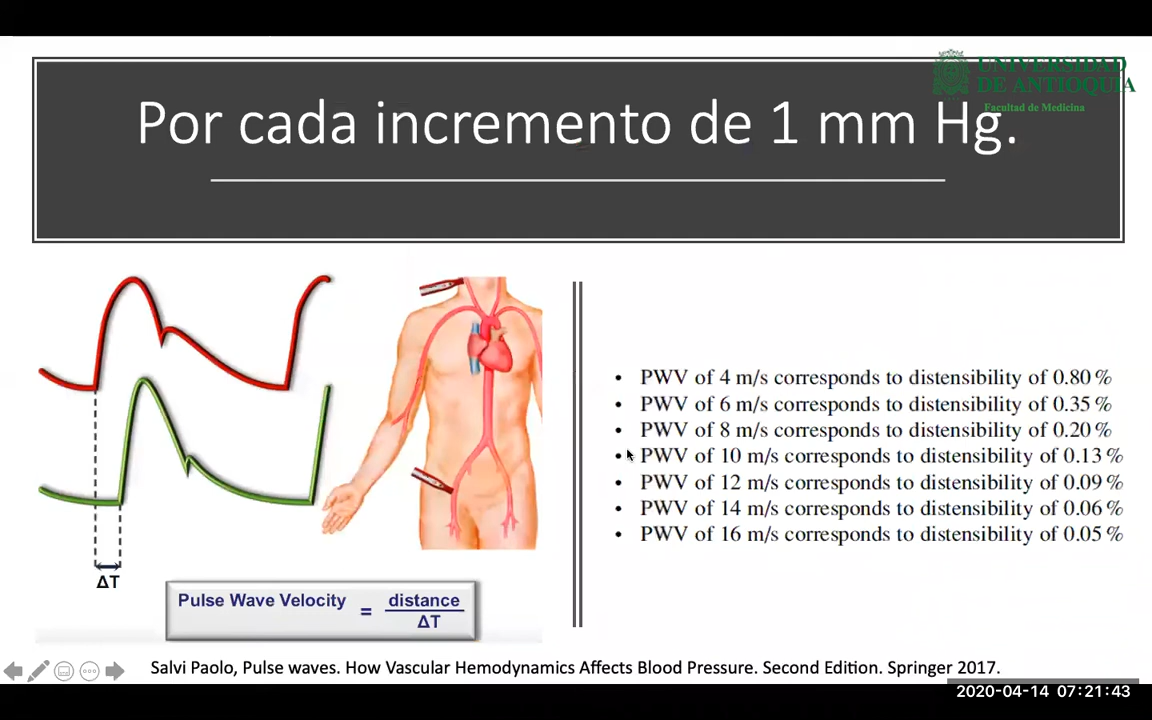 UNIVERSIDAD
DE ANTIOQUIA
Facultad de Medicina
Por cada incremento de 1 mm Hg.
ΔT
Pulse Wave Velocity = distance
ΔT
• PWV of 4 m/s corresponds to distensibility of 0.80 %
• PWV of 6 m/s corresponds to distensibility of 0.35 %
• PWV of 8 m/s corresponds to distensibility of 0.20 %
• PWV of 10 m/s corresponds to distensibility of 0.13 %
• PWV of 12 m/s corresponds to distensibility of 0.09 %
• PWV of 14 m/s corresponds to distensibility of 0.06 %
• PWV of 16 m/s corresponds to distensibility of 0.05 %
Salvi Paolo, Pulse waves. How Vascular Hemodynamics Affects Blood Pressure. Second Edition. Springer 2017.
2020-04-14 07:21:43